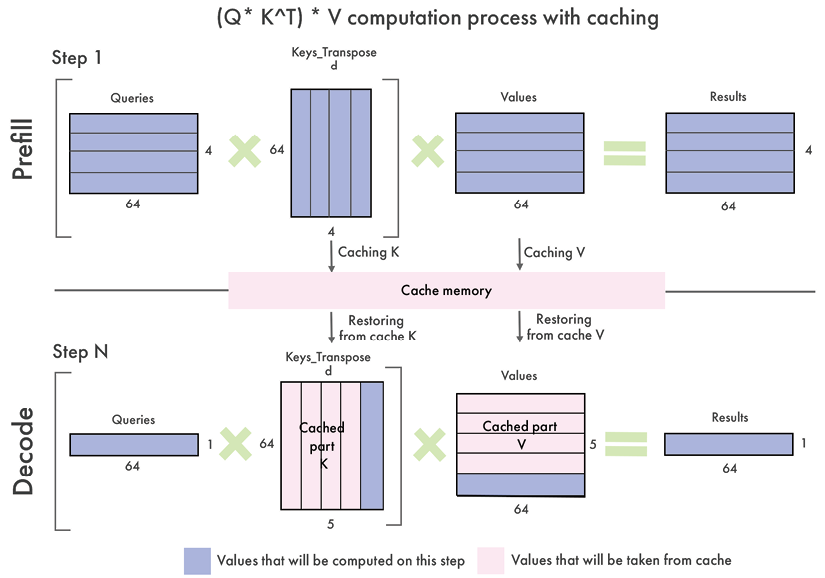 (Q* K^T) * V computation process with caching
Step 1
Prefill
Queries
4
64
Keys_Transpose
d
64
4
Values
64
Results
4
64
Caching K
Caching V
Cache memory
Restoring
from cache K
Restoring
from cache V
Step N
Decode
Queries
1
64
Keys_Transpose
d
64
Cached
part
K
5
Values
Cached part
V
5
64
Results
1
64
Values that will be computed on this step
Values that will be taken from cache